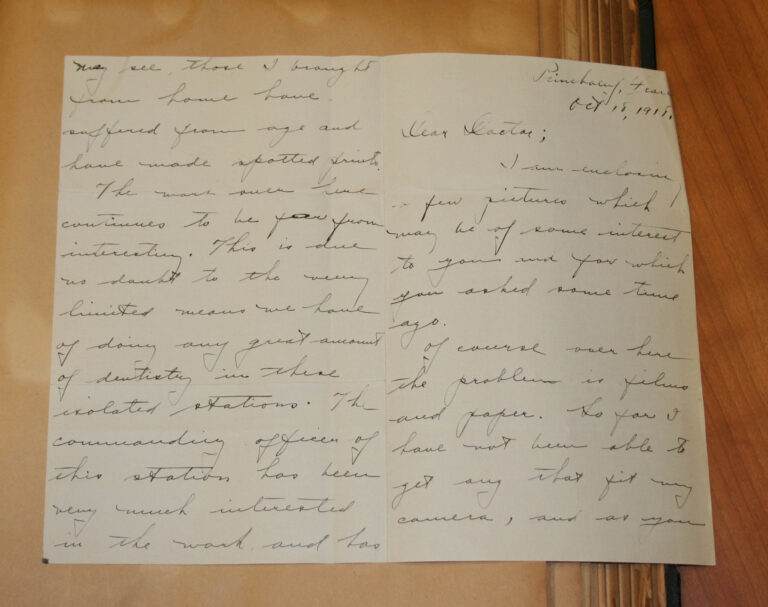 Oct 18, 1918.
Dear Doctor;
I am enclosing
a few pictures which
may be of some interest
to you and for which
you asked some time
ago.
Of course over here
the problem is films
and paper. So far I
have not been able to
get any that fit my
camera, and as you
may see, those I brought
from home have
suffered from age and
have made spotted prints.
The work over here
continues to be far from
interesting. This is due
no doubt to the very
limited means we have
of doing any great amount
of dentistry in these
isolated stations. The
commanding officer of
this station has been
very much interested
in the work and has